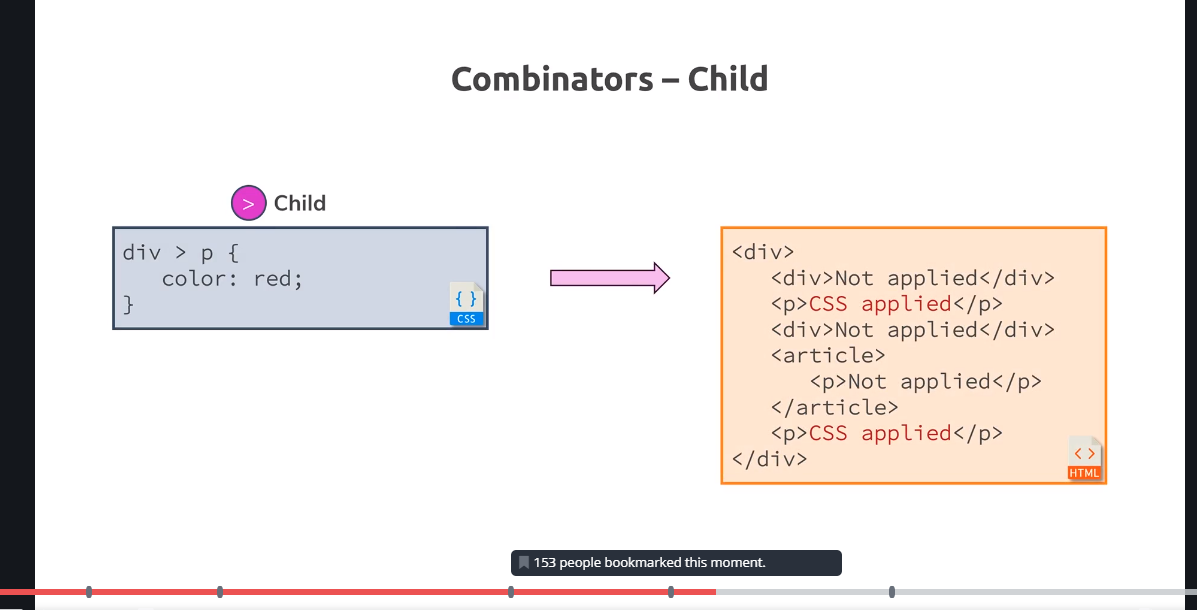 Combinators – Child
> Child
div > p {
   color: red;
}
{ }
CSS
<div>
   <div>Not applied</div>
   <p>CSS applied</p>
   <div>Not applied</div>
   <article>
      <p>Not applied</p>
   </article>
   <p>CSS applied</p>
</div>
< >
HTML
153 people bookmarked this moment.